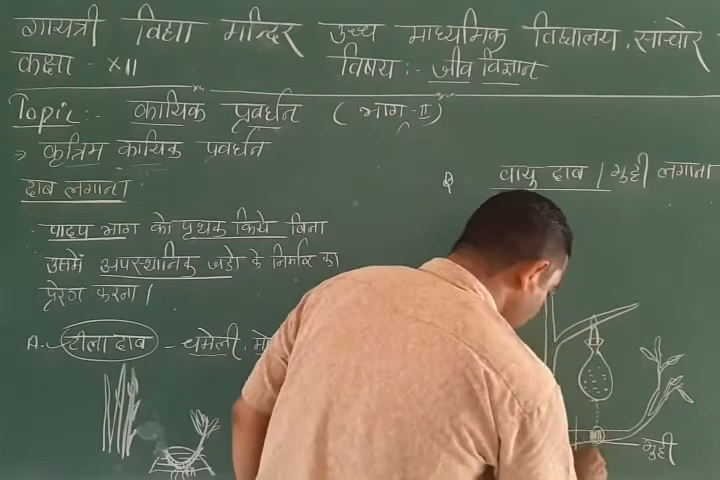 गायत्री विद्या मन्दिर उच्च माध्यमिक विद्यालय, सांचोर
कक्षा - XII विषय:- जीव विज्ञान
Topic:- कायिक प्रवर्धन ( भाग - II )
→ कृत्रिम कायिक प्रवर्धन
दाब लगाना
- पादप भाग को पृथक किये बिना
उसमें अपस्थानिक जड़ो के निर्माण का
प्रेरण करना।
A. टीला दाब - चमेली,
B वायु दाब / गुट्टी लगाना
गुट्टी